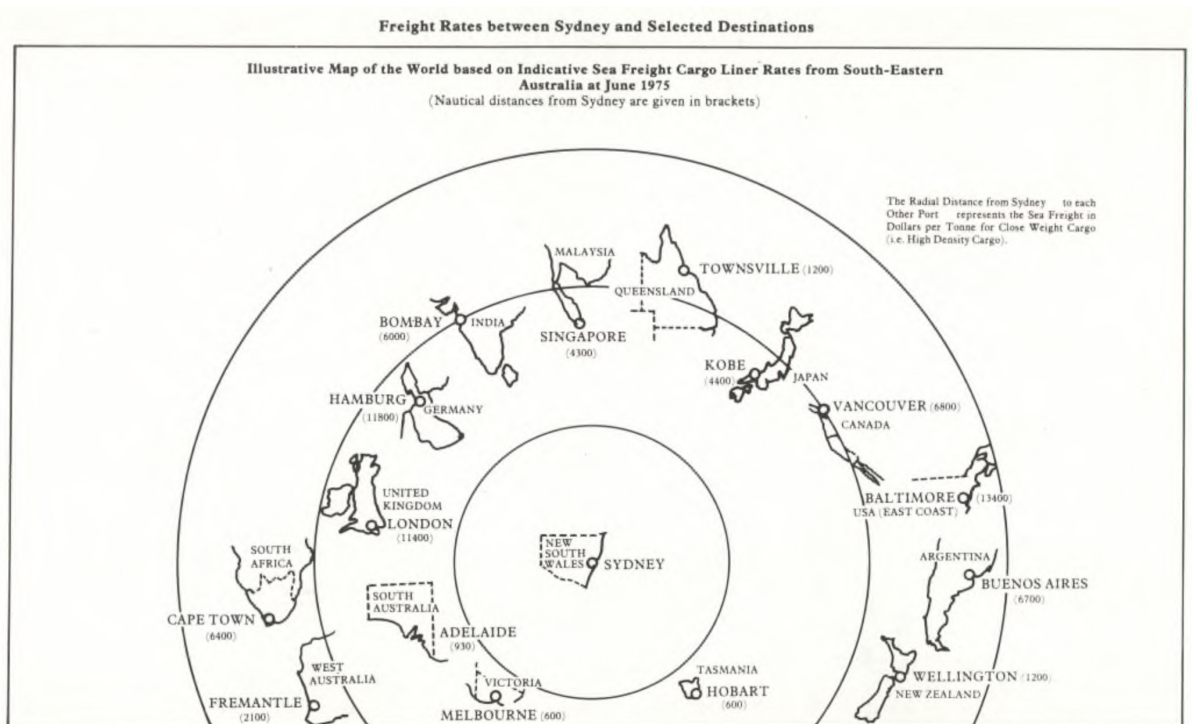 Freight Rates between Sydney and Selected Destinations
Illustrative Map of the World based on Indicative Sea Freight Cargo Liner Rates from South-Eastern
Australia at June 1975
(Nautical distances from Sydney are given in brackets)
The Radial Distance from Sydney to each
Other Port represents the Sea Freight in
Dollars per Tonne for Close Weight Cargo
(i.e. High Density Cargo).
MALAYSIA
TOWNSVILLE (1200)
QUEENSLAND
BOMBAY
(6000)
INDIA
SINGAPORE
(4300)
KOBE
(4400)
JAPAN
HAMBURG
(11800)
GERMANY
VANCOUVER (6800)
CANADA
UNITED
KINGDOM
LONDON
(11400)
BALTIMORE (13400)
USA (EAST COAST)
SOUTH
AFRICA
NEW
SOUTH
WALES
SYDNEY
ARGENTINA
BUENOS AIRES
(6700)
SOUTH
AUSTRALIA
CAPE TOWN
(6400)
ADELAIDE
(930)
WEST
AUSTRALIA
TASMANIA
WELLINGTON (1200)
NEW ZEALAND
VICTORIA
HOBART
(600)
FREMANTLE
(2100)
MELBOURNE (600)